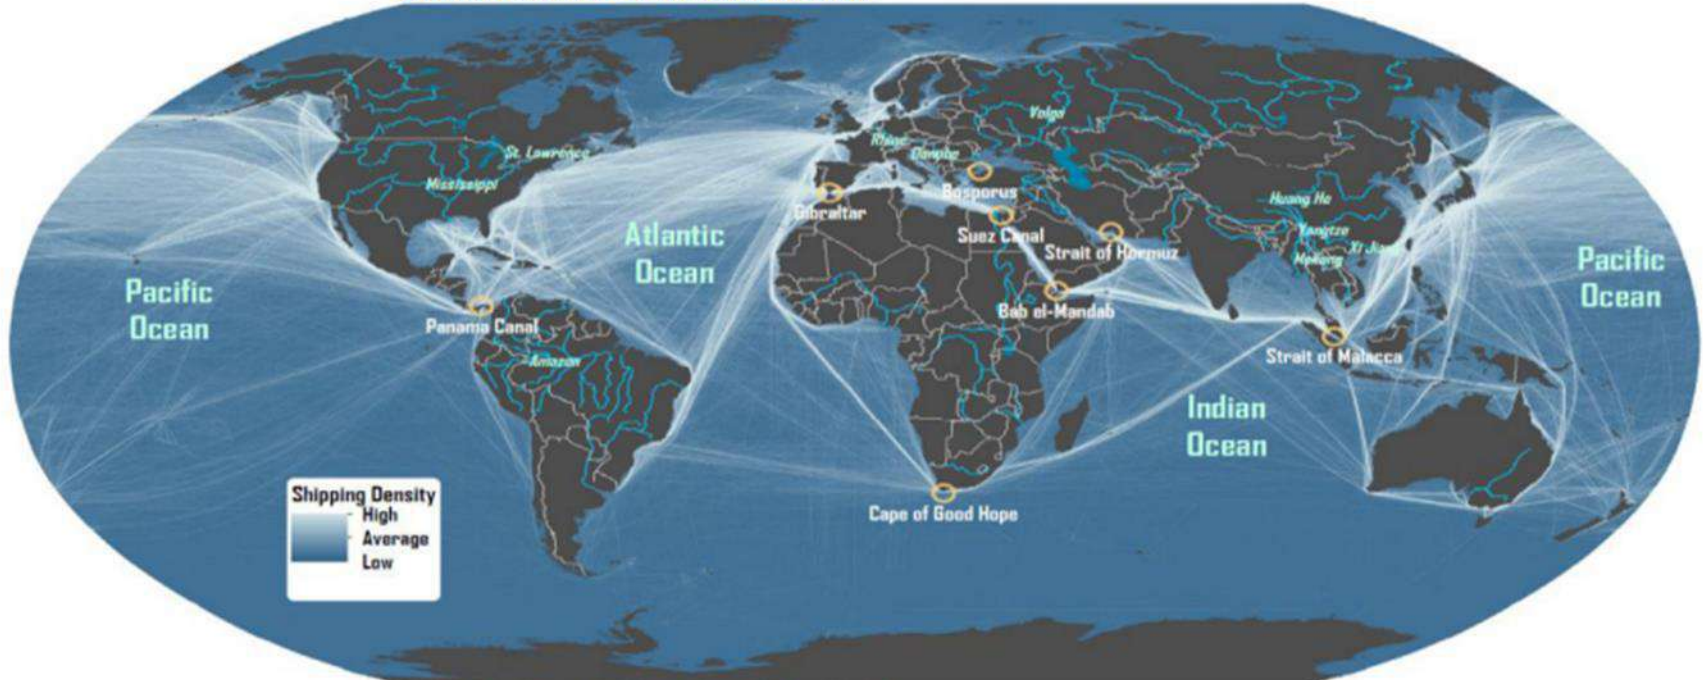 Volga
St. Lawrence
Rhine
Danube
Mississippi
Bosporus
Gibraltar
Huang He
Atlantic
Ocean
Suez Canal
Yangtze
Strait of Hormuz
Xi Jiang
Mekong
Pacific
Ocean
Pacific
Ocean
Panama Canal
Bab el-Mandab
Amazon
Strait of Malacca
Indian
Ocean
Shipping Density
High
Average
Low
Cape of Good Hope